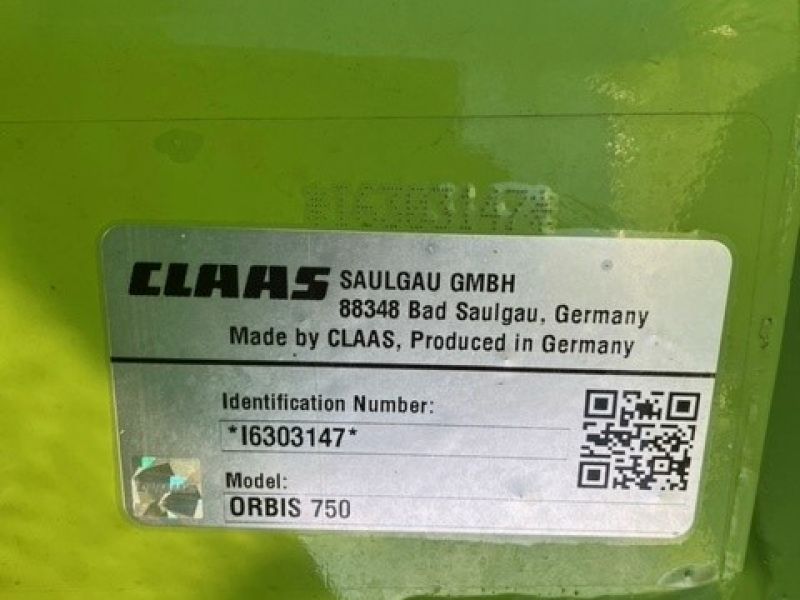 *I6303147*
CLAAS SAULGAU GMBH
88348 Bad Saulgau, Germany
Made by CLAAS, Produced in Germany
Identification Number:
*I6303147*
Model:
ORBIS 750